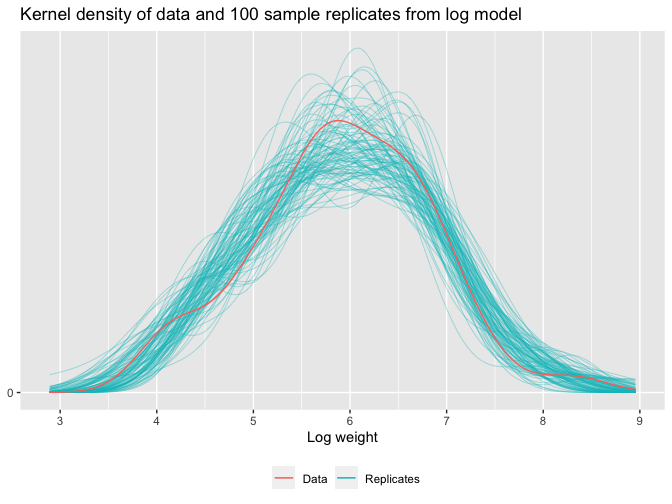 Kernel density of data and 100 sample replicates from log model
0
3 4 5 6 7 8 9
Log weight
Data Replicates